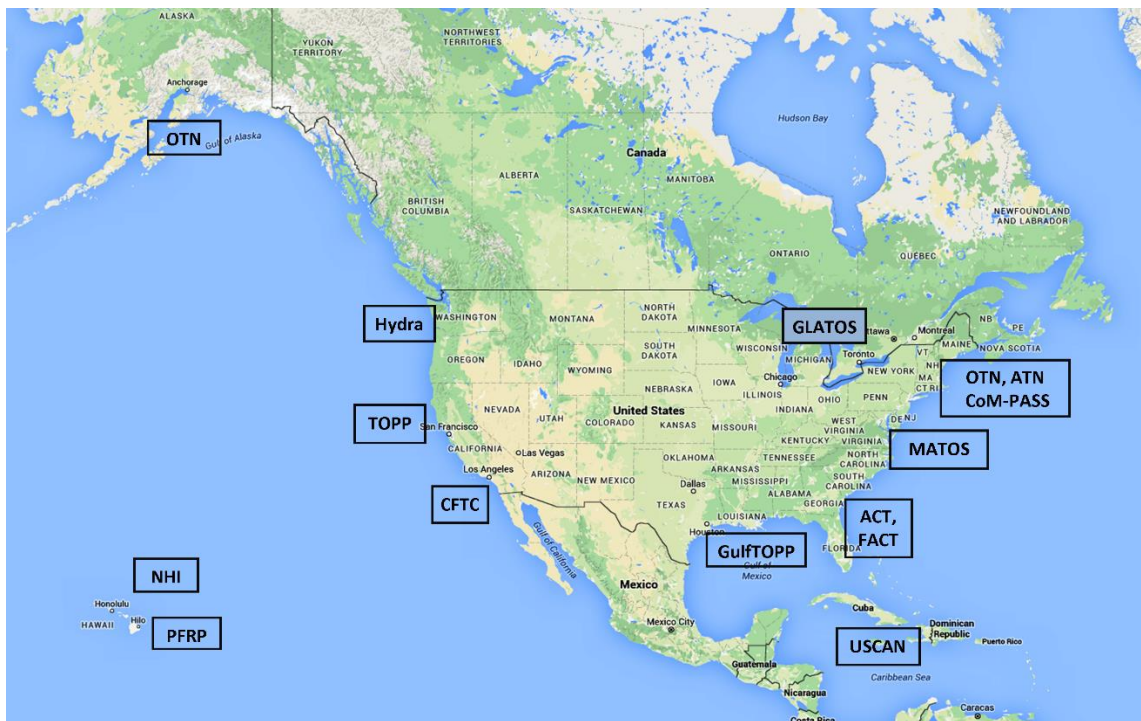 ALASKA
Anchorage
YUKON
TERRITORY
NORTHWEST
TERRITORIES
OTN
Gulf of Alaska
Hudson Bay
Canada
ALBERTA
MANITOBA
BRITISH
COLUMBIA
SASKATCHEWAN
NEWFOUNDLAND
AND LABRADOR
ONTARIO
QUEBEC
Hydra
WASHINGTON
MONTANA
NORTH
DAKOTA
MINNESOTA
GLATOS
ttawa
Montreal
NB
PE
NOVA SCOTIA
MAINE
OREGON
IDAHO
WYOMING
SOUTH
DAKOTA
WISCONSIN
MICHIGAN
Toronto
VT
NH
NEW YORK
MA
CT RI
OTN, ATN
CoM-PASS
NEBRASKA
IOWA
Chicago
ILLINOIS
INDIANA
OHIO
PENN
TOPP
San Francisco
NEVADA
UTAH
COLORADO
United States
KANSAS
MISSOURI
WEST
VIRGINIA
DE
NJ
KENTUCKY
VIRGINIA
MATOS
CALIFORNIA
Las Vegas
Los Angeles
ARIZONA
NEW MEXICO
OKLAHOMA
ARKANSAS
TENNESSEE
NORTH
CAROLINA
CFTC
Dallas
MISSISSIPPI
SOUTH
CAROLINA
ALABAMA
GEORGIA
TEXAS
LOUISIANA
Houston
ACT,
FACT
FLORIDA
GulfTOPP
Gulf of
Mexico
Gulf of California
NHI
Honolulu
HAWAII
Hilo
PFRP
Mexico
Mexico City
Cuba
Dominican
Republic
Puerto Rico
USCAN
Caribbean Sea
Guatemala
Nicaragua
Caracas
Costa Rica